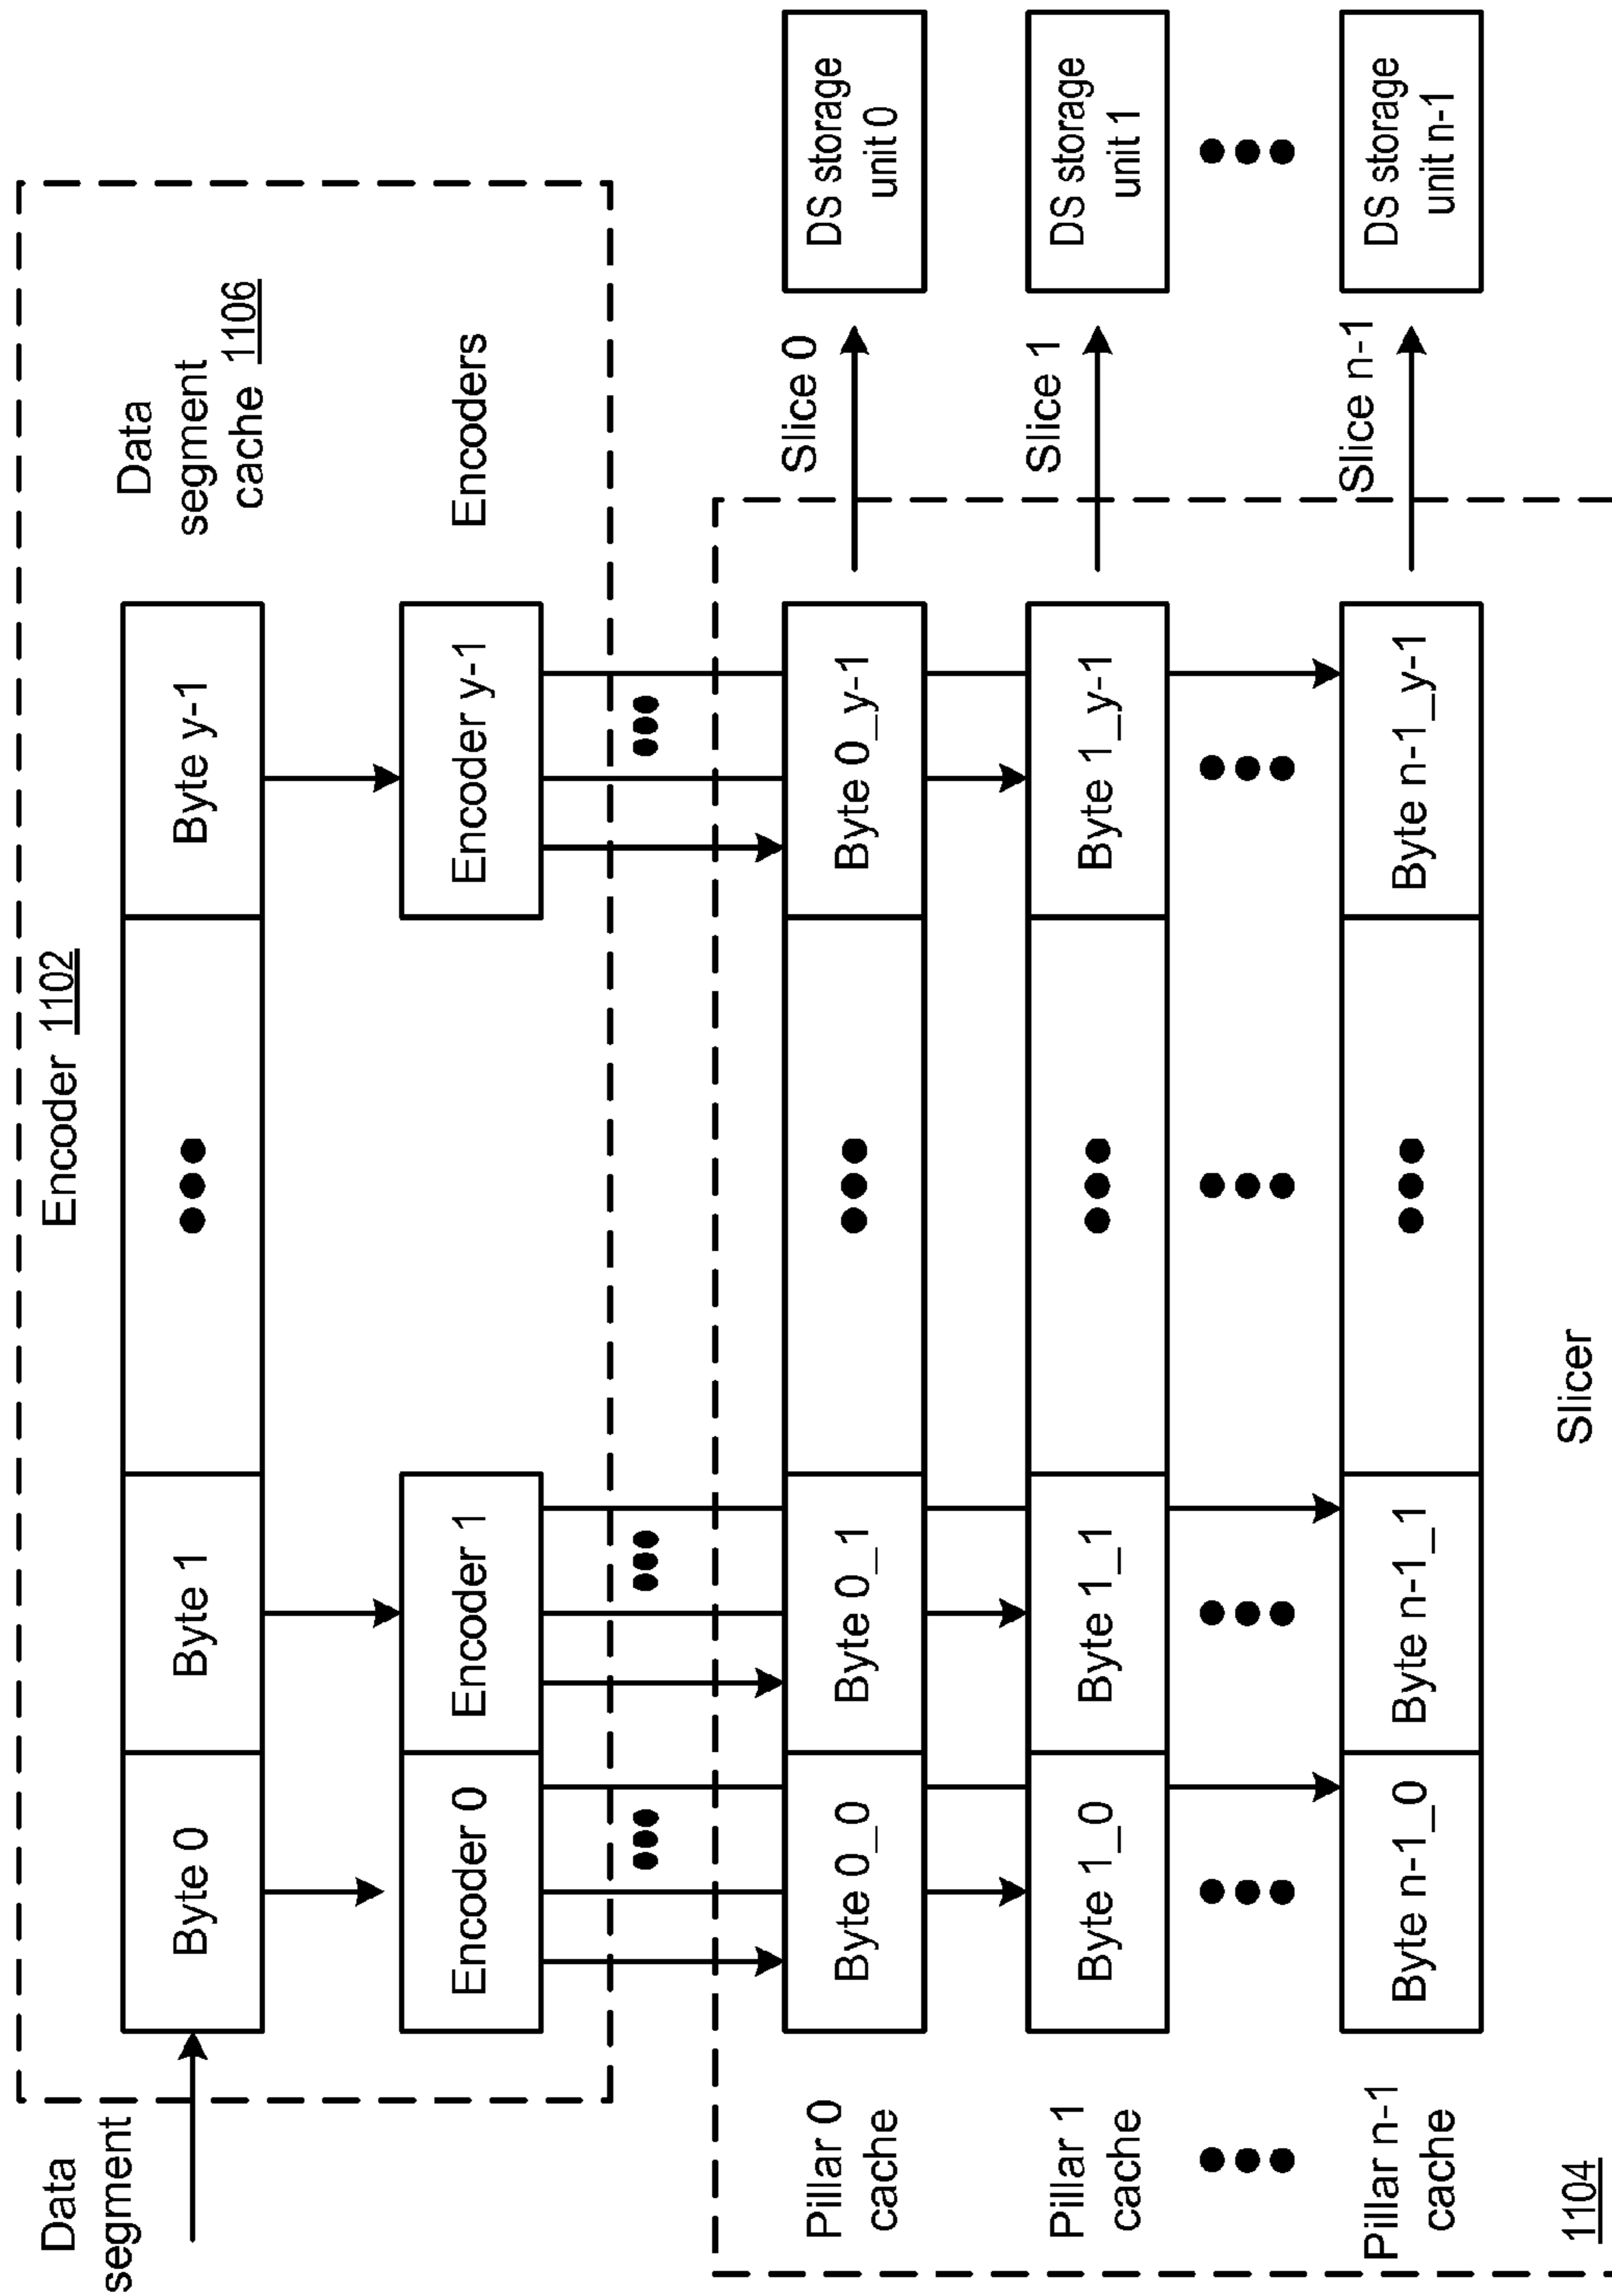 Encoder 1102
Data
segment
Byte 0
Byte 1
Byte y-1
Data
segment
cache 1106
Encoder 0
Encoder 1
Encoder y-1
Encoders
Pillar 0
cache
Byte 0_0
Byte 0_1
Byte 0_y-1
Slice 0
DS storage
unit 0
Pillar 1
cache
Byte 1_0
Byte 1_1
Byte 1_y-1
Slice 1
DS storage
unit 1
Pillar n-1
cache
Byte n-1_0
Byte n-1_1
Byte n-1_y-1
Slice n-1
DS storage
unit n-1
1104
Slicer